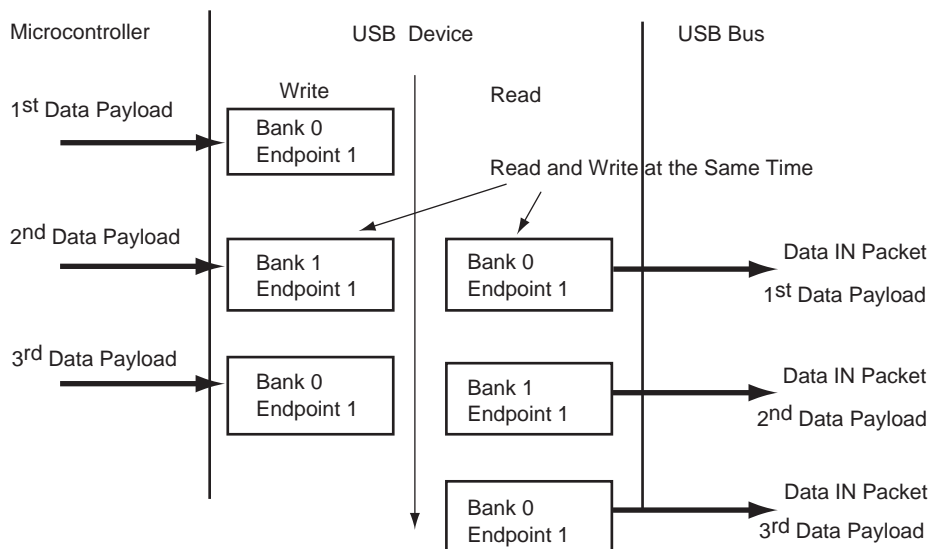 Microcontroller
USB Device
USB Bus
Write
Read
1st Data Payload
Bank 0
Endpoint 1
Read and Write at the Same Time
2nd Data Payload
Bank 1
Endpoint 1
Bank 0
Endpoint 1
Data IN Packet
1st Data Payload
3rd Data Payload
Bank 0
Endpoint 1
Bank 1
Endpoint 1
Data IN Packet
2nd Data Payload
Bank 0
Endpoint 1
Data IN Packet
3rd Data Payload